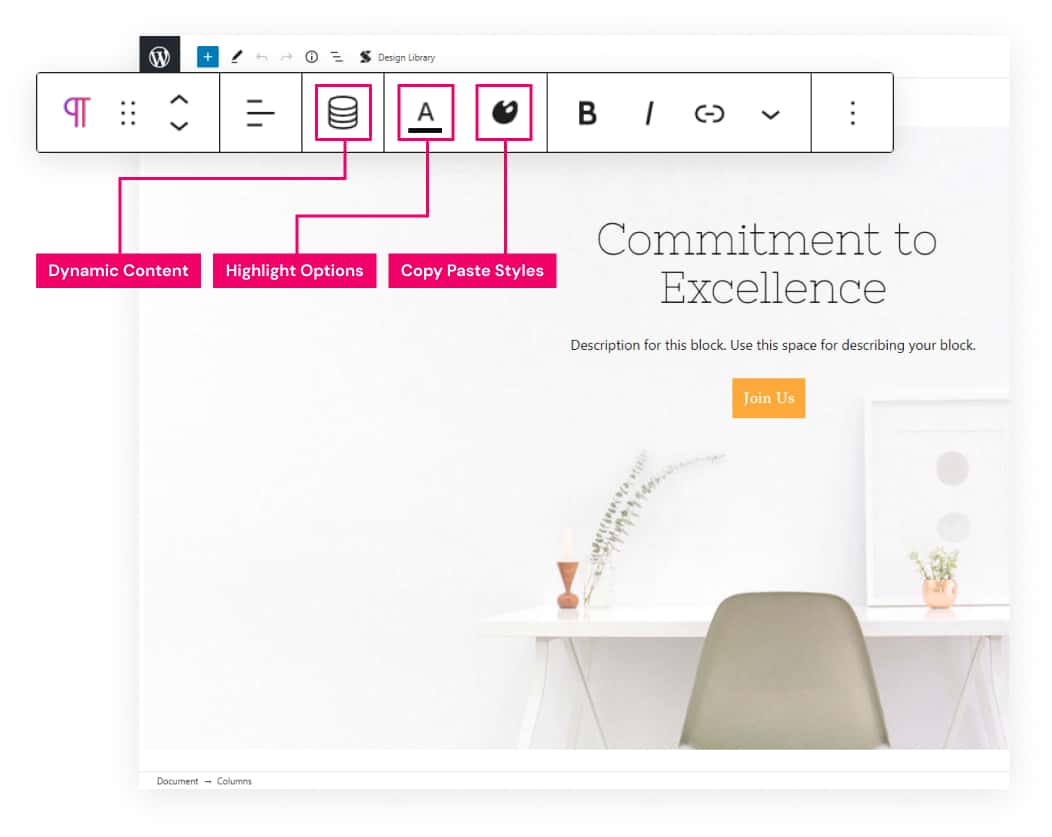 Design Library
A
B
I
Dynamic Content
Highlight Options
Copy Paste Styles
Commitment to
Excellence
Description for this block. Use this space for describing your block.
Join Us
Document → Columns